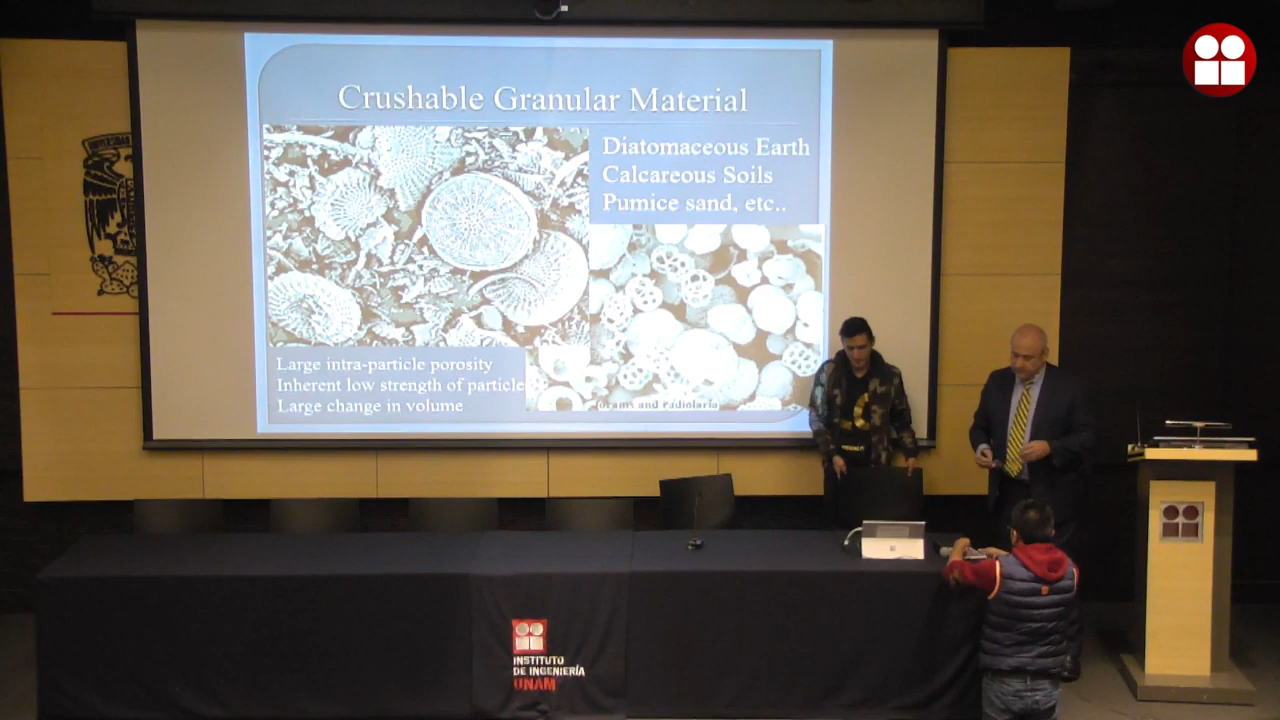 Crushable Granular Material
Diatomaceous Earth
Calcareous Soils
Pumice sand, etc..
Large intra-particle porosity
Inherent low strength of particles
Large change in volume
and radiolaria
INSTITUTO
DE INGENIERÍA
UNAM